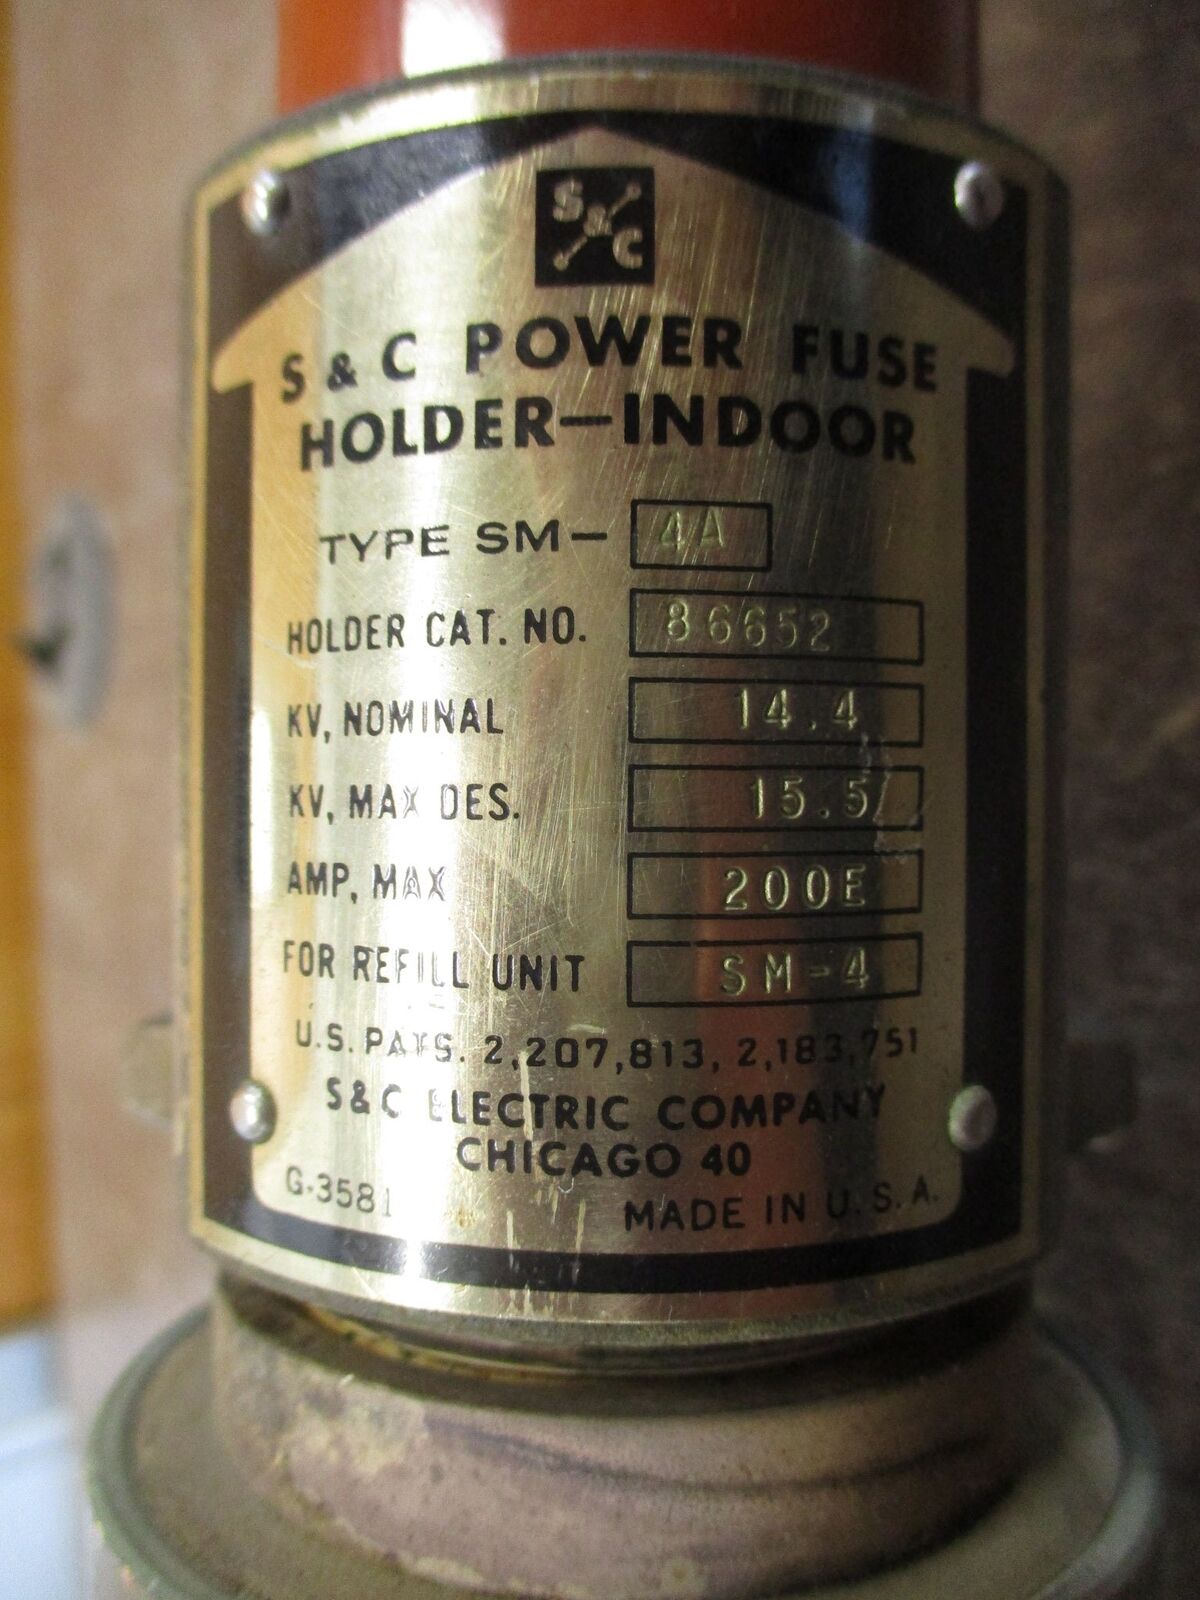 S&C
S & C POWER FUSE
HOLDER—INDOOR
TYPE SM— 4A
HOLDER CAT. NO. 86652
KV, NOMINAL 14.4
KV, MAX DES. 15.5
AMP, MAX 200E
FOR REFILL UNIT SM-4
U.S. PATS. 2,207,813, 2,183,751
S&C ELECTRIC COMPANY
CHICAGO 40
G-3581 MADE IN U.S.A.